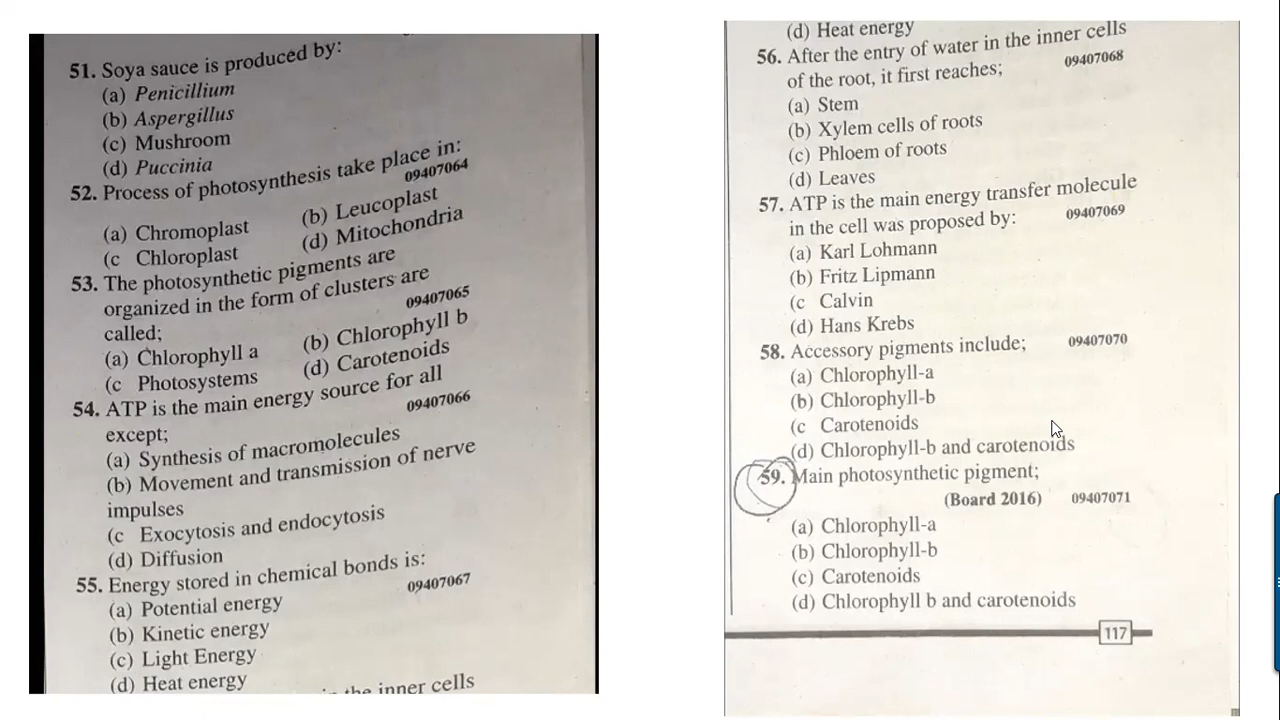 51. Soya sauce is produced by:
(a) Penicillium
(b) Aspergillus
(c) Mushroom
(d) Puccinia
52. Process of photosynthesis take place in:
09407064
(a) Chromoplast (b) Leucoplast
(c Chloroplast (d) Mitochondria
53. The photosynthetic pigments are
organized in the form of clusters are
called; 09407065
(a) Chlorophyll a (b) Chlorophyll b
(c Photosystems (d) Carotenoids
54. ATP is the main energy source for all
except; 09407066
(a) Synthesis of macromolecules
(b) Movement and transmission of nerve
impulses
(c Exocytosis and endocytosis
(d) Diffusion
55. Energy stored in chemical bonds is:
09407067
(a) Potential energy
(b) Kinetic energy
(c) Light Energy
(d) Heat energy
the inner cells
(d) Heat energy
56. After the entry of water in the inner cells
of the root, it first reaches; 09407068
(a) Stem
(b) Xylem cells of roots
(c) Phloem of roots
(d) Leaves
57. ATP is the main energy transfer molecule
in the cell was proposed by: 09407069
(a) Karl Lohmann
(b) Fritz Lipmann
(c Calvin
(d) Hans Krebs
58. Accessory pigments include; 09407070
(a) Chlorophyll-a
(b) Chlorophyll-b
(c Carotenoids
(d) Chlorophyll-b and carotenoids
59. Main photosynthetic pigment;
(Board 2016) 09407071
(a) Chlorophyll-a
(b) Chlorophyll-b
(c) Carotenoids
(d) Chlorophyll b and carotenoids
117